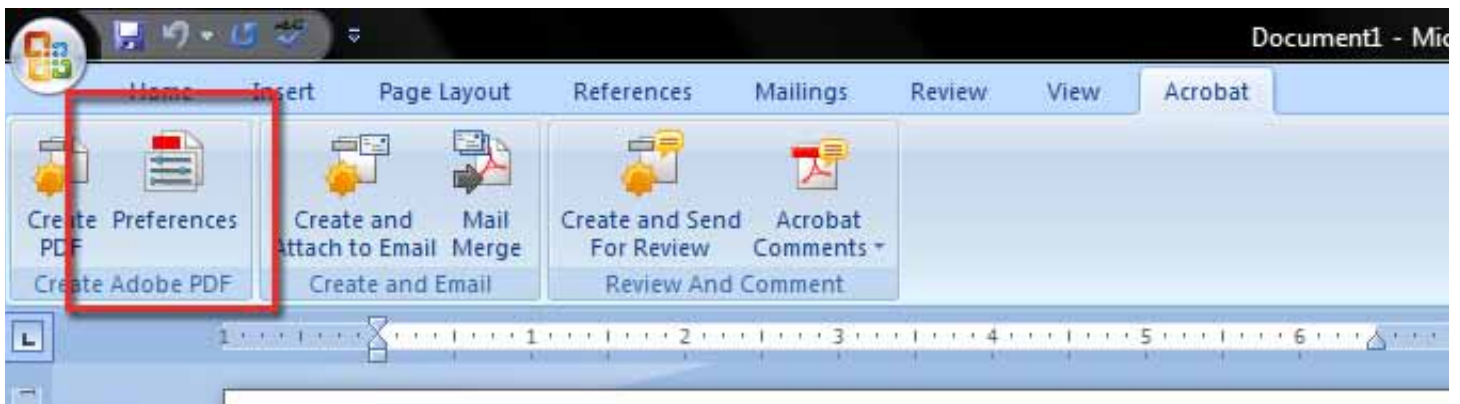 Document1 - Mic
Home Insert Page Layout References Mailings Review View Acrobat
Create Preferences Create and Mail Create and Send Acrobat
PDF Attach to Email Merge For Review Comments
Create Adobe PDF Create and Email Review And Comment
L 1 1 2 3 4 5 6